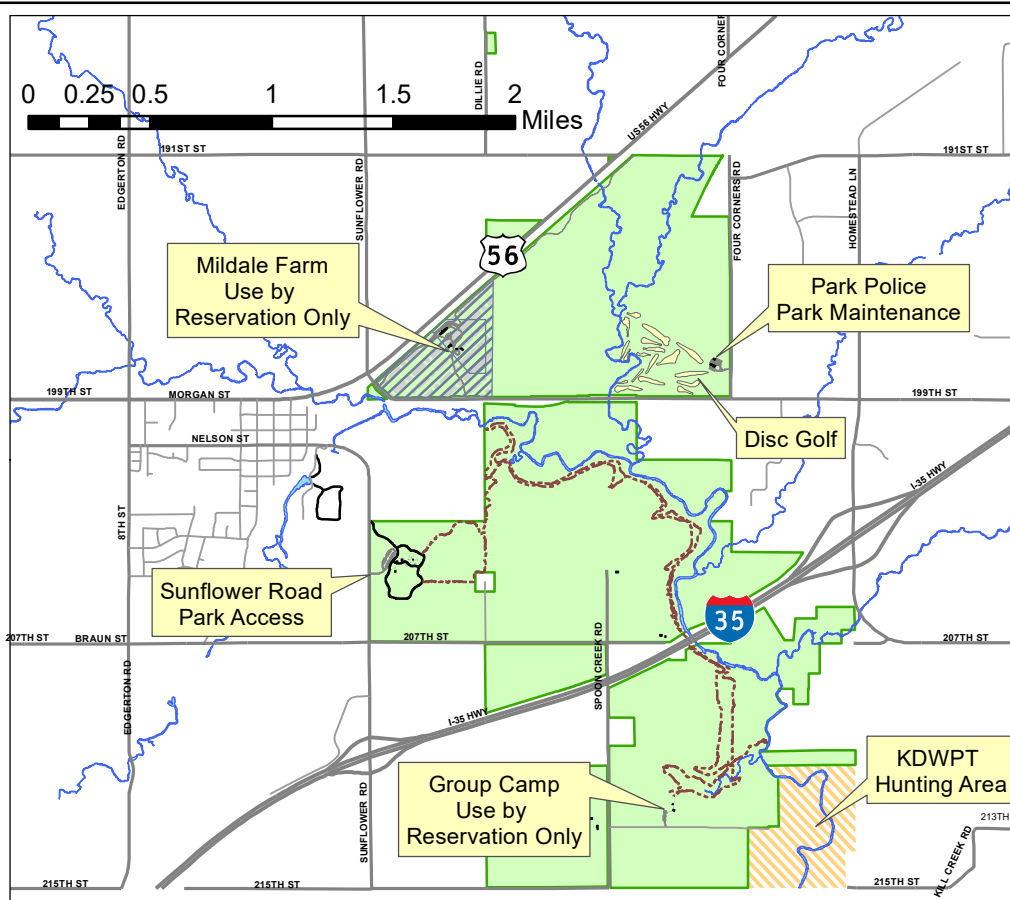 FOUR CORNER
DILLIE RD
0 0.25 0.5 1 1.5 2
Miles
US56 HWY
EDGERTON RD
191ST ST
191ST ST
SUNFLOWER RD
FOUR CORNERS RD
HOMESTEAD LN
56
Mildale Farm
Use by
Reservation Only
Park Police
Park Maintenance
199TH ST
MORGAN ST
199TH ST
NELSON ST
Disc Golf
I-35 HWY
8TH ST
Sunflower Road
Park Access
35
207TH ST
BRAUN ST
207TH ST
207TH ST
SPOON CREEK RD
EDGERTON RD
I-35 HWY
KDWPT
Hunting Area
Group Camp
Use by
Reservation Only
SUNFLOWER RD
213TH
KILL CREEK RD
215TH ST
215TH ST
215TH ST